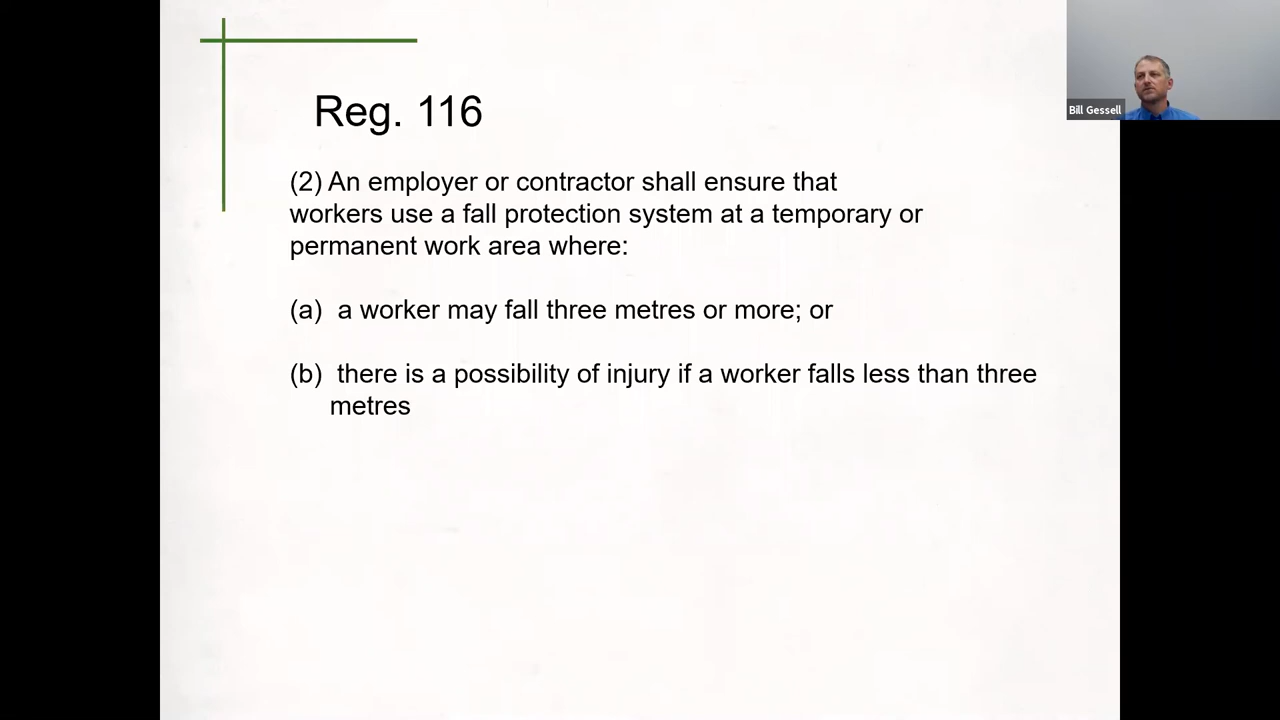 Reg. 116
(2) An employer or contractor shall ensure that
workers use a fall protection system at a temporary or
permanent work area where:
(a) a worker may fall three metres or more; or
(b) there is a possibility of injury if a worker falls less than three
metres
Bill Gessell